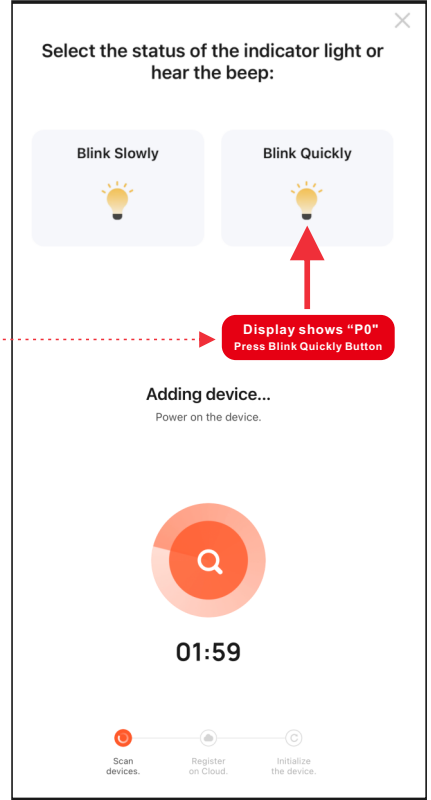 Select the status of the indicator light or
hear the beep:
Blink Slowly
Blink Quickly
Display shows “P0"
Press Blink Quickly Button
Adding device...
Power on the device.
01:59
Scan
devices.
Register
on Cloud.
Initialize
the device.